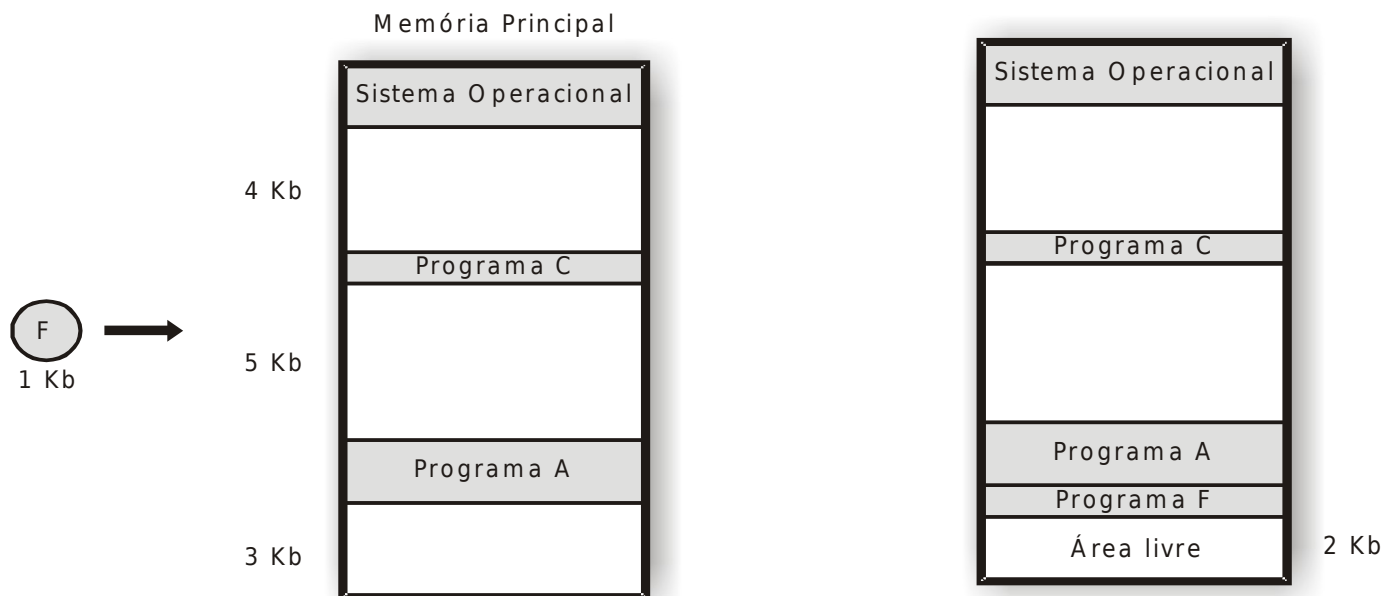 Memória Principal
Sistema Operacional
4 Kb
Programa C
F
1 Kb
5 Kb
Programa A
3 Kb
Sistema Operacional
Programa C
Programa A
Programa F
Área livre
2 Kb